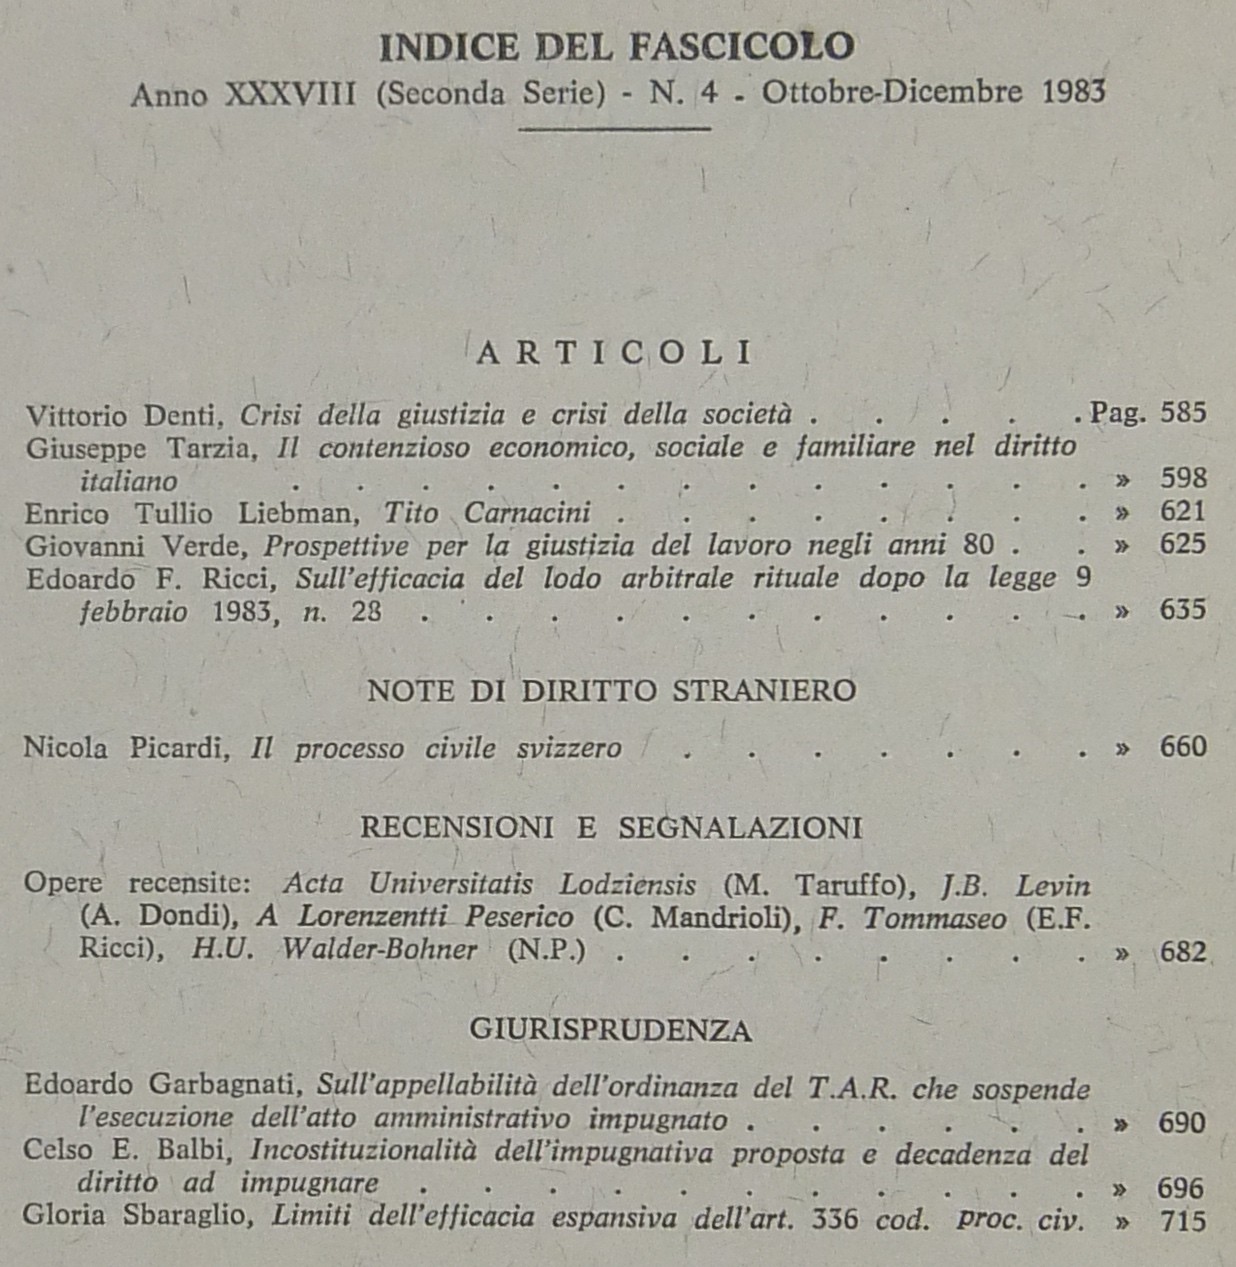 INDICE DEL FASCICOLO
Anno XXXVIII (Seconda Serie) - N. 4 - Ottobre-Dicembre 1983
ARTICOLI
Vittorio Denti, Crisi della giustizia e crisi della società . . . . . Pag. 585
Giuseppe Tarzia, Il contenzioso economico, sociale e familiare nel diritto
italiano . . . . . . . . . . . . . » 598
Enrico Tullio Liebman, Tito Carnacini . . . . . . . . » 621
Giovanni Verde, Prospettive per la giustizia del lavoro negli anni 80 . . » 625
Edoardo F. Ricci, Sull'efficacia del lodo arbitrale rituale dopo la legge 9
febbraio 1983, n. 28 . . . . . . . . . . . » 635
NOTE DI DIRITTO STRANIERO
Nicola Picardi, Il processo civile svizzero . . . . . . . » 660
RECENSIONI E SEGNALAZIONI
Opere recensite: Acta Universitatis Lodziensis (M. Taruffo), J.B. Levin
(A. Dondi), A Lorenzentti Peserico (C. Mandrioli), F. Tommaseo (E.F.
Ricci), H.U. Walder-Bohner (N.P.) . . . . . . . . » 682
GIURISPRUDENZA
Edoardo Garbagnati, Sull'appellabilità dell'ordinanza del T.A.R. che sospende
l'esecuzione dell'atto amministrativo impugnato . . . . . . » 690
Celso E. Balbi, Incostituzionalità dell'impugnativa proposta e decadenza del
diritto ad impugnare . . . . . . . . . . . » 696
Gloria Sbaraglio, Limiti dell'efficacia espansiva dell'art. 336 cod. proc. civ. » 715